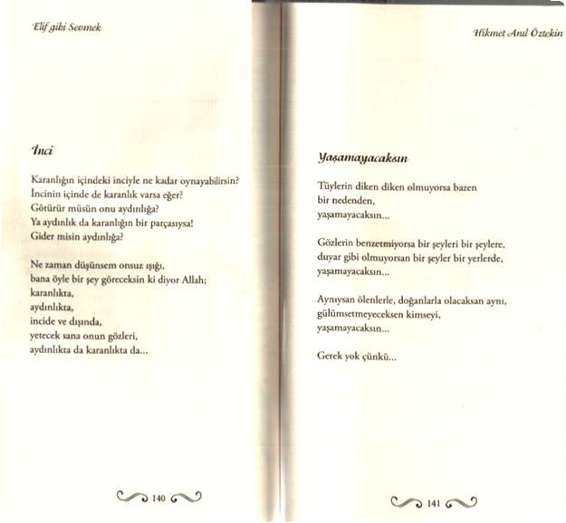 Elif gibi Sevmek
İnci
Karanlığın içindeki inciyle ne kadar oynayabilirsin?
İncinin içinde de karanlık varsa eğer?
Götürür müsün onu aydınlığa?
Ya aydınlık da karanlığın bir parçasıysa!
Gider misin aydınlığa?
Ne zaman düşünsem onsuz ışığı,
bana öyle bir şey göreceksin ki diyor Allah;
karanlıkta,
aydınlıkta,
incide ve dışında,
yetecek sana onun gözleri,
aydınlıkta da karanlıkta da...
140
Hikmet Anıl Öztekin
Yaşamayacaksın
Tüylerin diken diken olmuyorsa bazen
bir nedenden,
yaşamayacaksın...
Gözlerin benzetmiyorsa bir şeyleri bir şeylere,
duyar gibi olmuyorsan bir şeyler bir yerlerde,
yaşamayacaksın...
Aynıysan ölenlerle, doğanlarla olacaksan aynı,
gülümsetmeyeceksen kimseyi,
yaşamayacaksın...
Gerek yok çünkü...
141